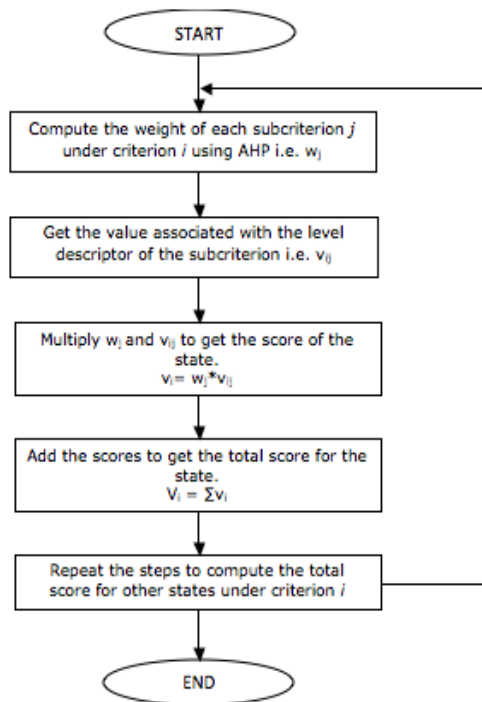 START
Compute the weight of each subcriterion j
under criterion i using AHP i.e. wⱼ
Get the value associated with the level
descriptor of the subcriterion i.e. vᵢⱼ
Multiply wⱼ and vᵢⱼ to get the score of the
state.
vᵢ= wⱼ*vᵢⱼ
Add the scores to get the total score for the
state.
Vᵢ = Σvᵢ
Repeat the steps to compute the total
score for other states under criterion i
END